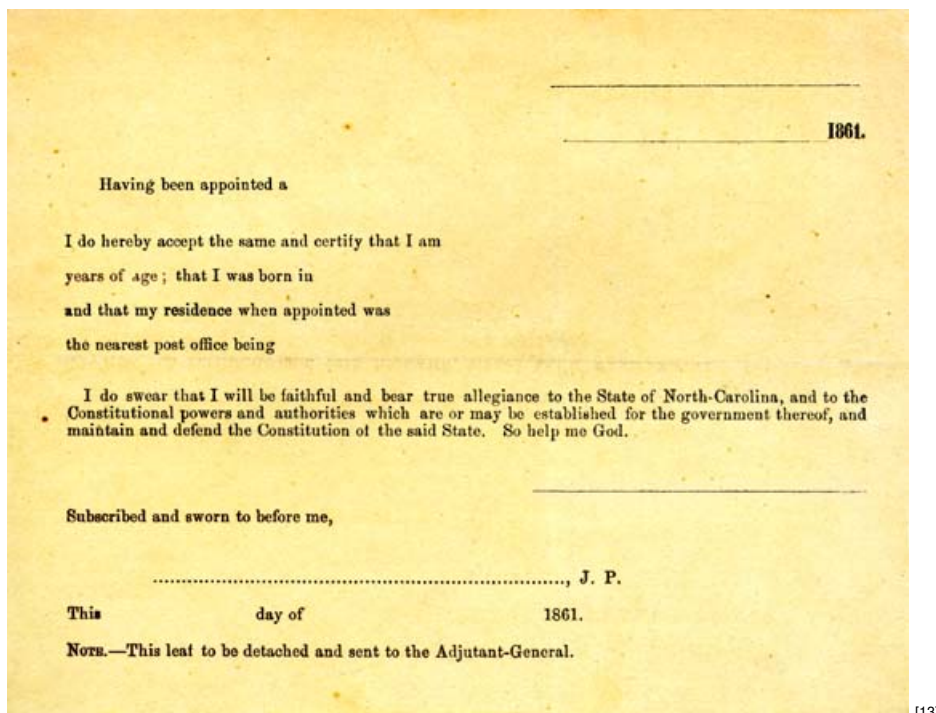 1861.
Having been appointed a
I do hereby accept the same and certify that I am
years of age ; that I was born in
and that my residence when appointed was
the nearest post office being
I do swear that I will be faithful and bear true allegiance to the State of North-Carolina, and to the
Constitutional powers and authorities which are or may be established for the government thereof, and
maintain and defend the Constitution of the said State. So help me God.
Subscribed and sworn to before me,
........................................................................, J. P.
This day of 1861.
NOTE.—This leaf to be detached and sent to the Adjutant-General.